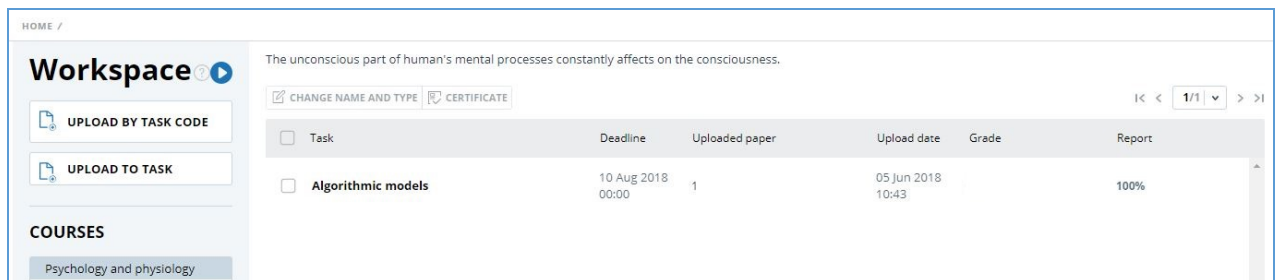 HOME /
Workspace ?
UPLOAD BY TASK CODE
UPLOAD TO TASK
COURSES
Psychology and physiology
The unconscious part of human's mental processes constantly affects on the consciousness.
CHANGE NAME AND TYPE CERTIFICATE
1/1
Task Deadline Uploaded paper Upload date Grade Report
Algorithmic models 10 Aug 2018 00:00 1 05 Jun 2018 10:43 100%